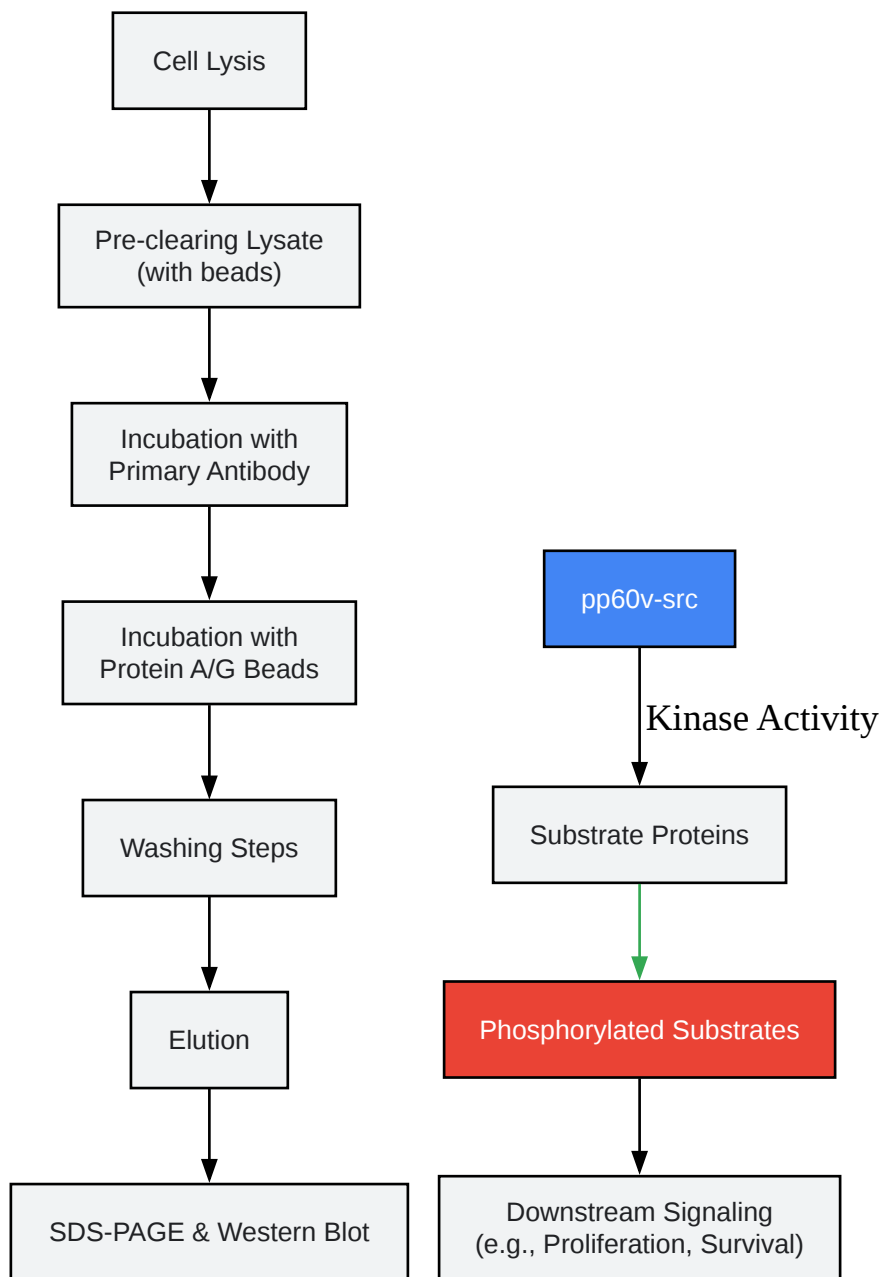 Cell Lysis
Pre-clearing Lysate
(with beads)
Incubation with
Primary Antibody
Incubation with
Protein A/G Beads
Washing Steps
Elution
SDS-PAGE & Western Blot
pp60v-src
Kinase Activity
Substrate Proteins
Phosphorylated Substrates
Downstream Signaling
(e.g., Proliferation, Survival)